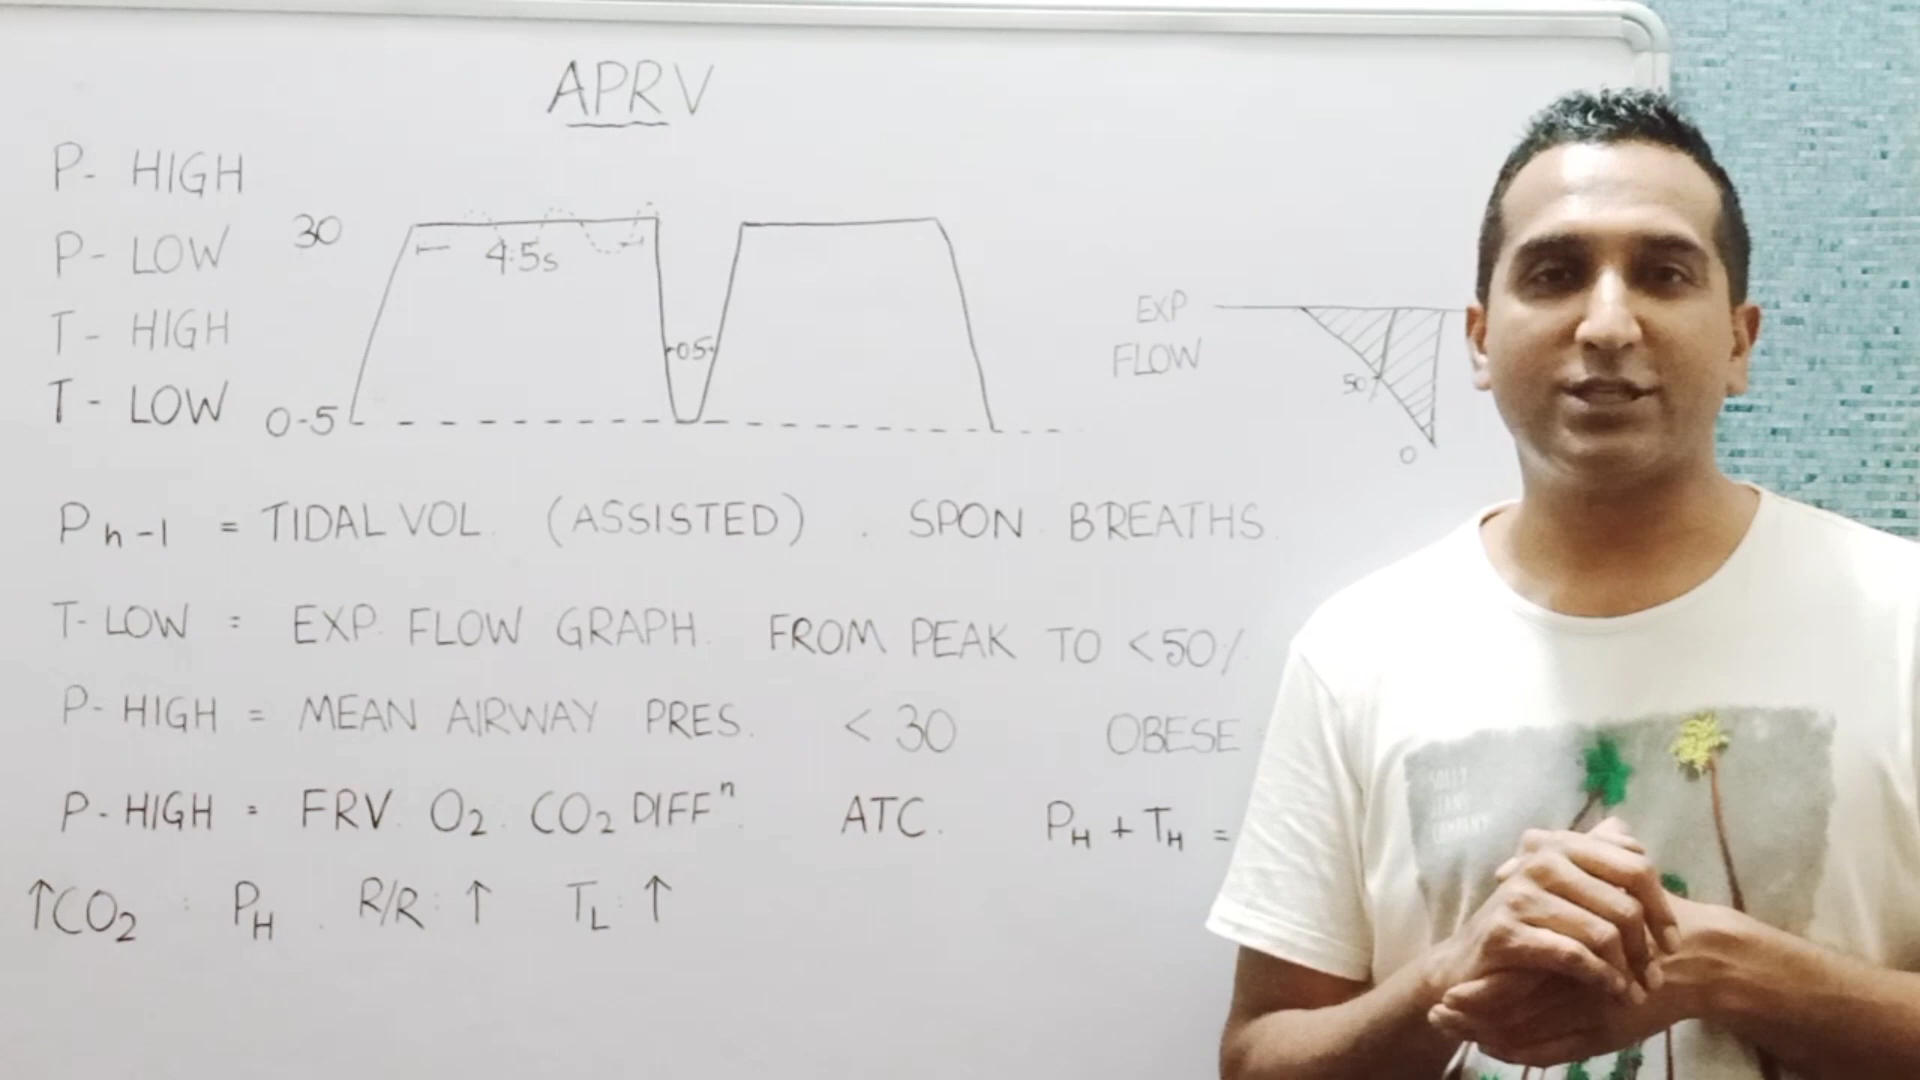 APRV
P- HIGH
P- LOW
T- HIGH
T- LOW
30
4.5s
0.5
0-5
EXP
FLOW
50
0
Ph-l = TIDAL VOL. (ASSISTED). SPON BREATHS.
T-LOW = EXP. FLOW GRAPH. FROM PEAK TO <50%
P-HIGH = MEAN AIRWAY PRES. < 30 OBESE
P-HIGH = FRV. O2. CO2 DIFFⁿ. ATC. PH + TH =
↑CO2 : PH . R/R: ↑ TL: ↑